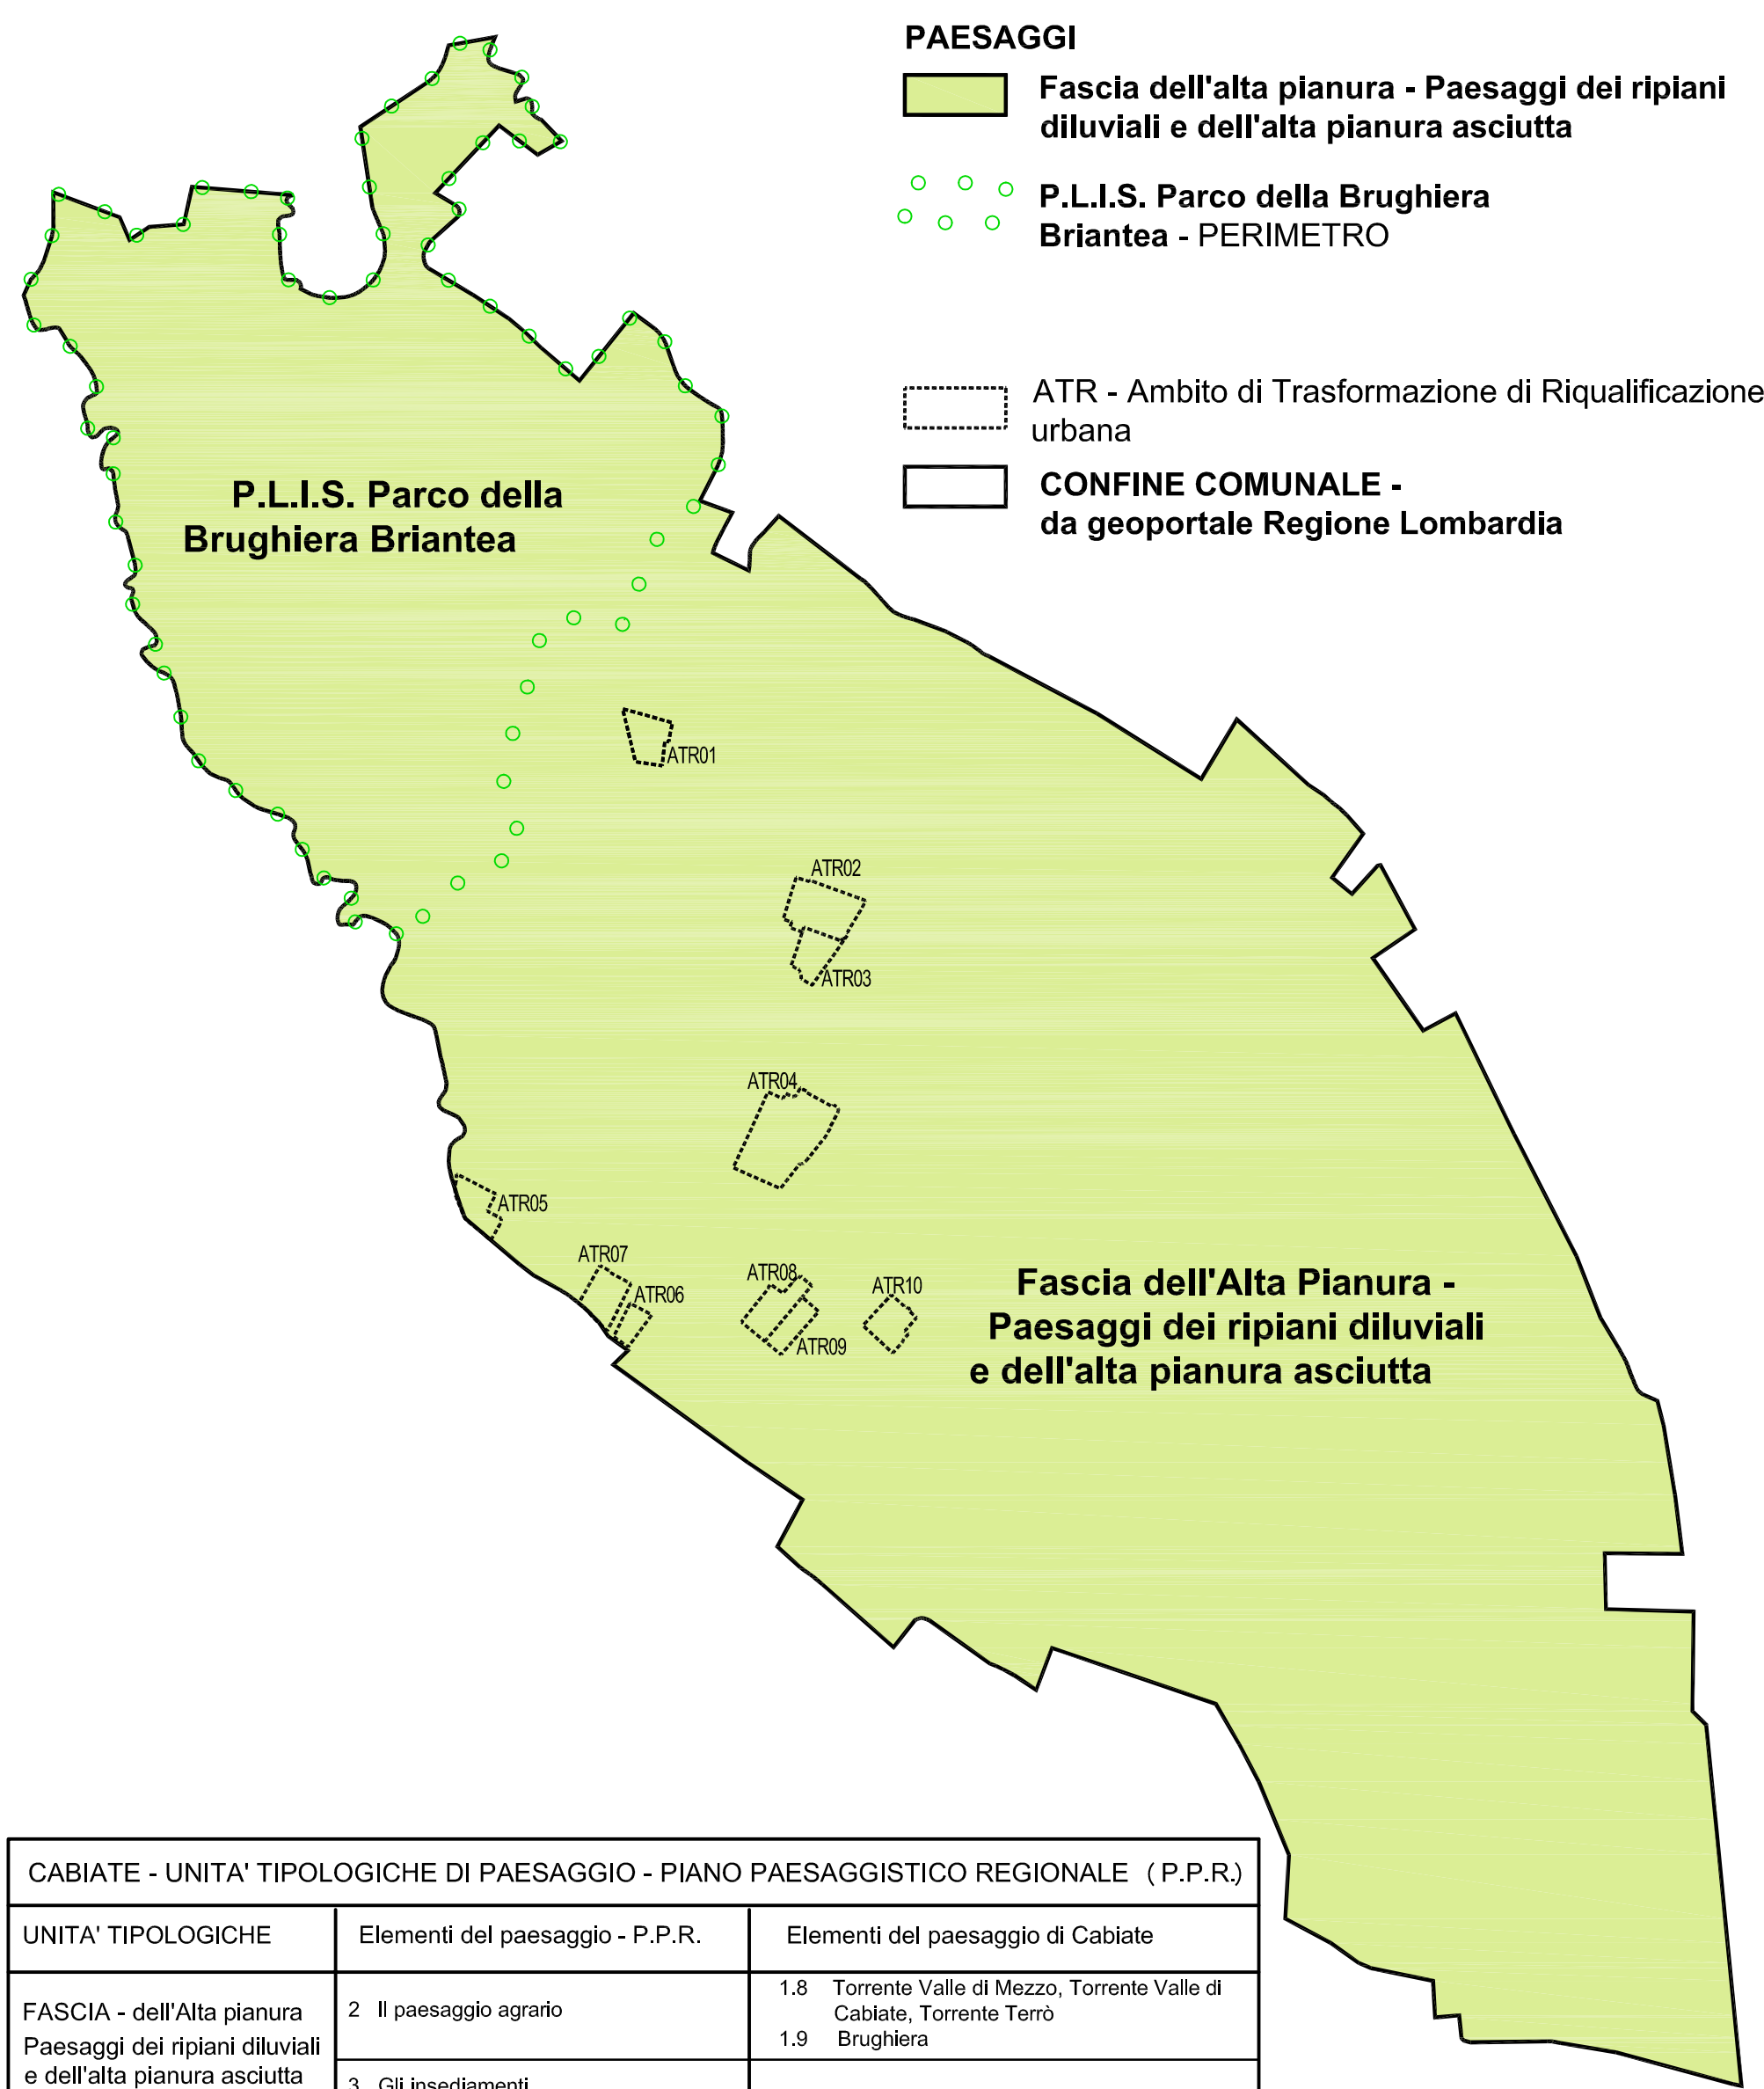 PAESAGGI
Fascia dell'alta pianura - Paesaggi dei ripiani
diluviali e dell'alta pianura asciutta
P.L.I.S. Parco della Brughiera
Briantea - PERIMETRO
ATR - Ambito di Trasformazione di Riqualificazione
urbana
CONFINE COMUNALE -
da geoportale Regione Lombardia
P.L.I.S. Parco della
Brughiera Briantea
ATR01
ATR02
ATR03
ATR04
ATR05
ATR07
ATR06
ATR08
ATR09
ATR10
Fascia dell'Alta Pianura -
Paesaggi dei ripiani diluviali
e dell'alta pianura asciutta
CABIATE - UNITA' TIPOLOGICHE DI PAESAGGIO - PIANO PAESAGGISTICO REGIONALE ( P.P.R.)
UNITA' TIPOLOGICHE
Elementi del paesaggio - P.P.R.
Elementi del paesaggio di Cabiate
FASCIA - dell'Alta pianura
Paesaggi dei ripiani diluviali
e dell'alta pianura asciutta
2 Il paesaggio agrario
1.8 Torrente Valle di Mezzo, Torrente Valle di
Cabiate, Torrente Terrò
1.9 Brughiera
3 Gli insediamenti